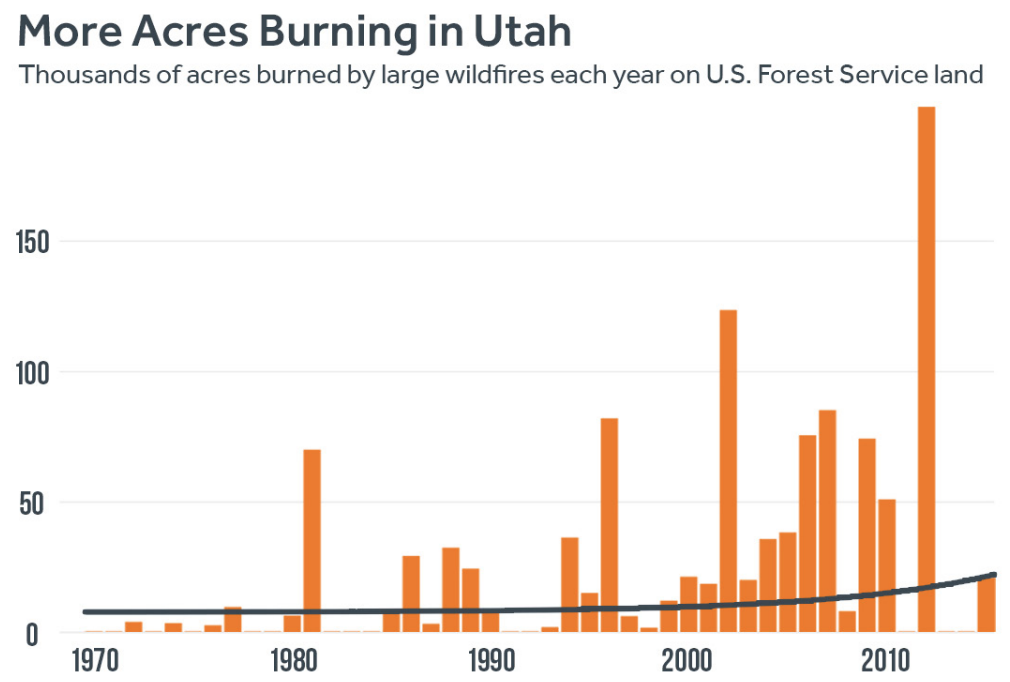 More Acres Burning in Utah
Thousands of acres burned by large wildfires each year on U.S. Forest Service land
150
100
50
0
1970 1980 1990 2000 2010